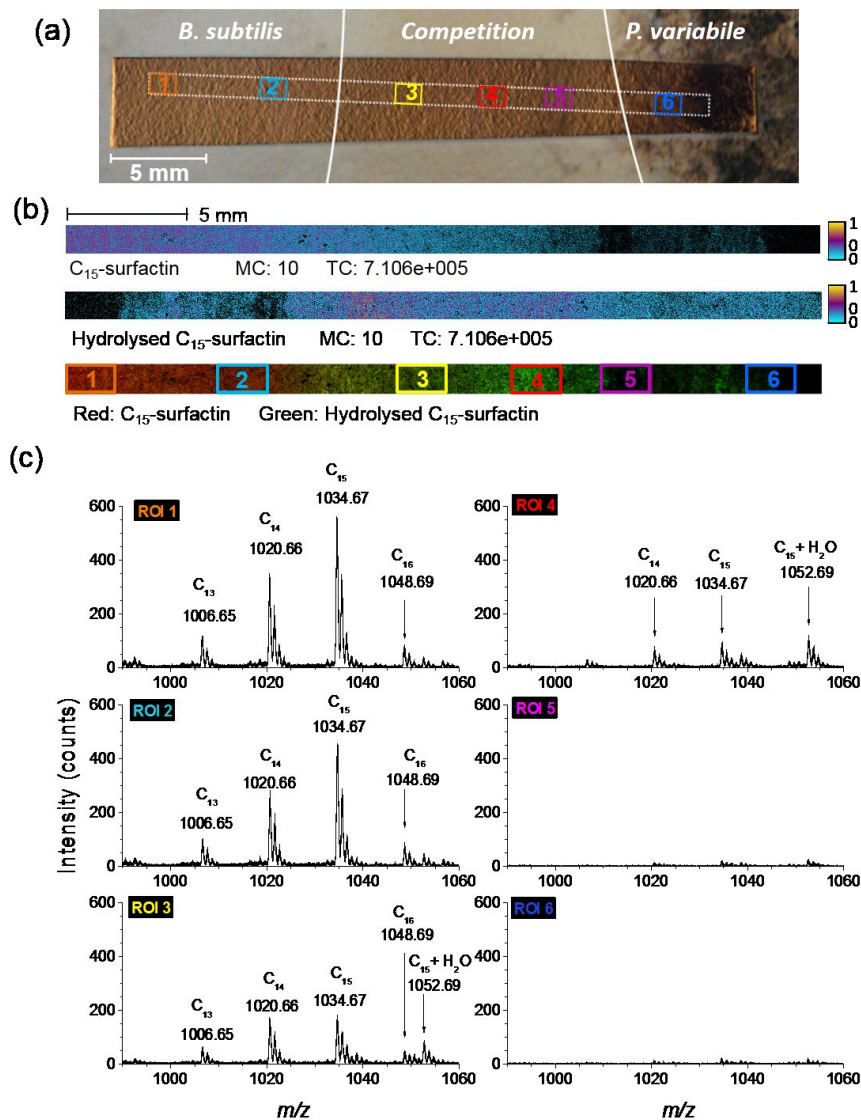 (a)
B. subtilis Competition P. variabile
1 2 3 4 5 6
5 mm
(b)
5 mm
1
0
0
C15-surfactin MC: 10 TC: 7.106e+005
1
0
0
Hydrolysed C15-surfactin MC: 10 TC: 7.106e+005
1 2 3 4 5 6
Red: C15-surfactin Green: Hydrolysed C15-surfactin
(c)
Intensity (counts)
ROI 1
600
400
200
0
C13
1006.65
C14
1020.66
C15
1034.67
C16
1048.69
1000 1020 1040 1060
ROI 4
600
400
200
0
C14
1020.66
C15
1034.67
C15 + H2O
1052.69
1000 1020 1040 1060
ROI 2
600
400
200
0
C13
1006.65
C14
1020.66
C15
1034.67
C16
1048.69
1000 1020 1040 1060
ROI 5
600
400
200
0
1000 1020 1040 1060
ROI 3
600
400
200
0
C13
1006.65
C14
1020.66
C15
1034.67
C16
1048.69
C15 + H2O
1052.69
1000 1020 1040 1060
m/z
ROI 6
600
400
200
0
1000 1020 1040 1060
m/z